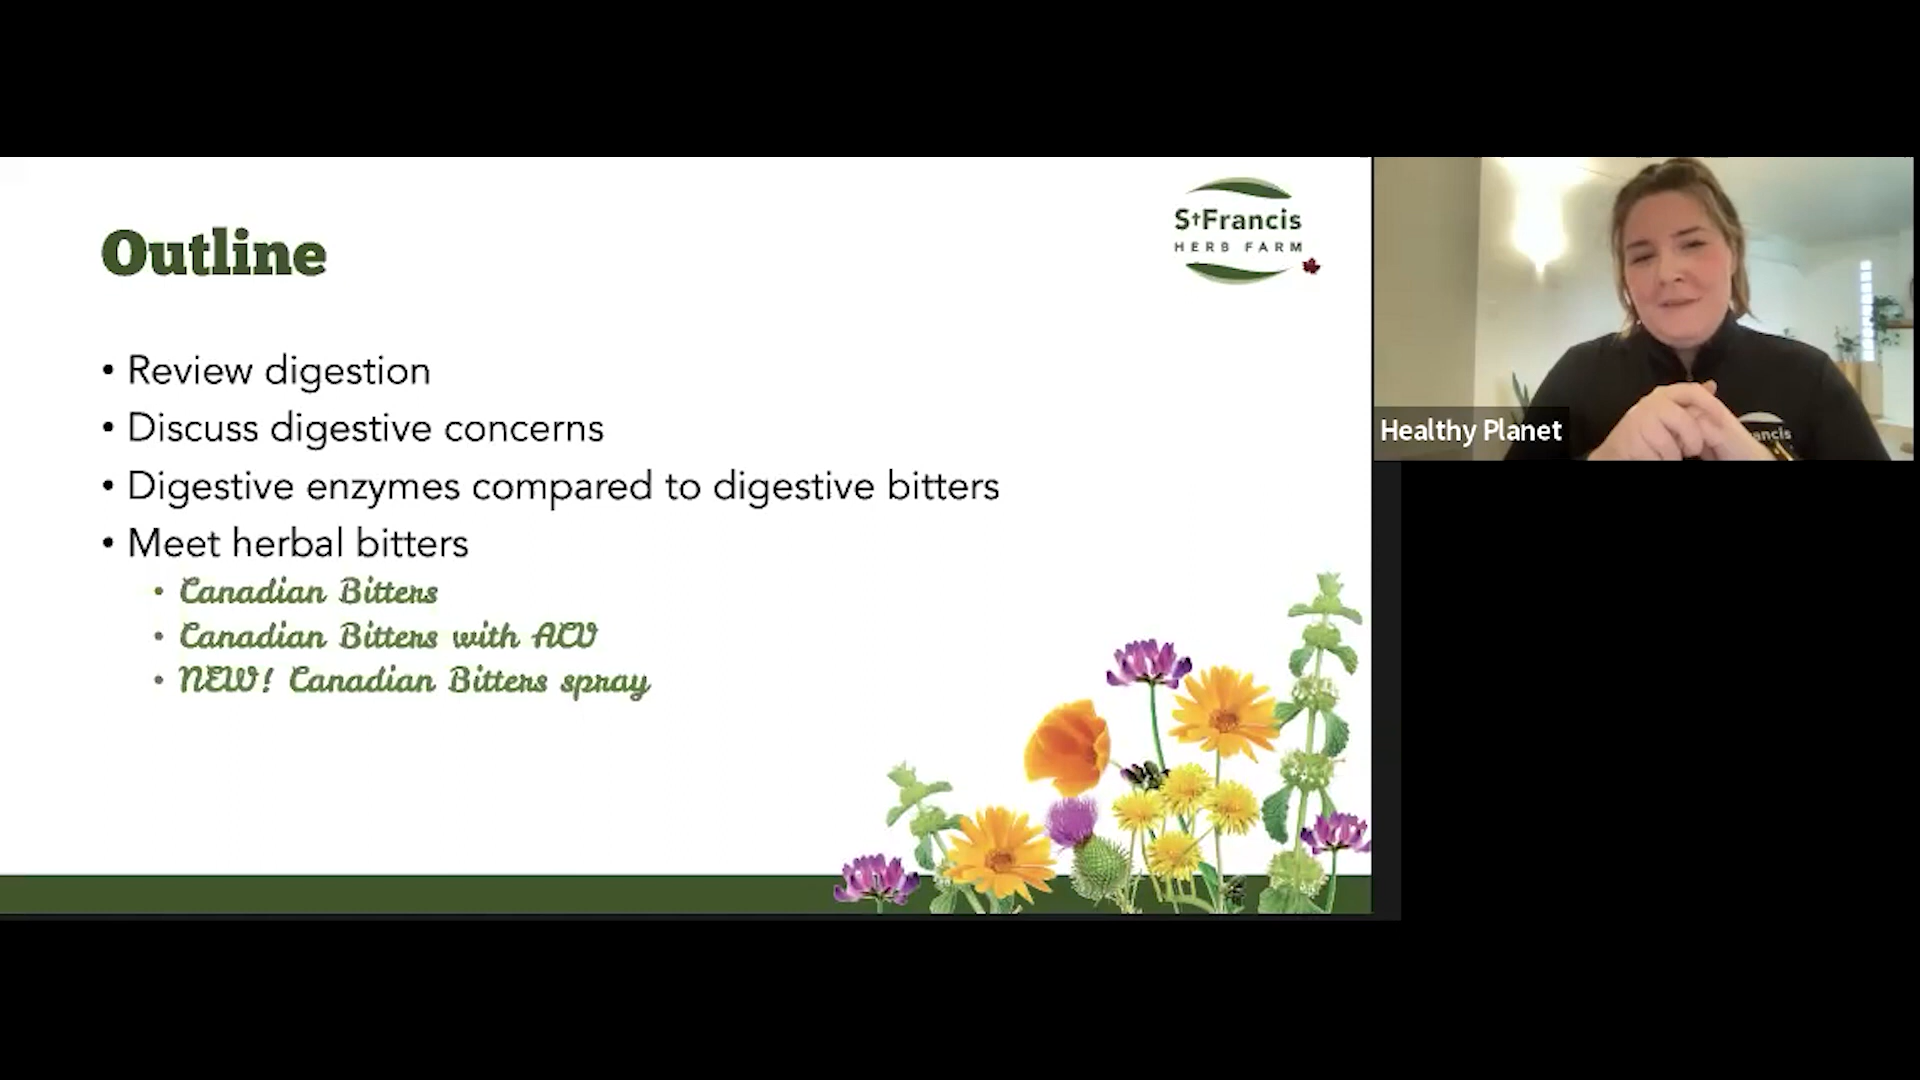 Outline
StFrancis
HERB FARM
• Review digestion
• Discuss digestive concerns
• Digestive enzymes compared to digestive bitters
• Meet herbal bitters
• Canadian Bitters
• Canadian Bitters with ACV
• NEW! Canadian Bitters spray
Healthy Planet
ancis